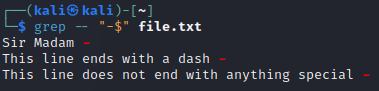 ┌──(kali㉿kali)-[~]
└─$ grep -- "-$" file.txt
Sir Madam -
This line ends with a dash -
This line does not end with anything special -